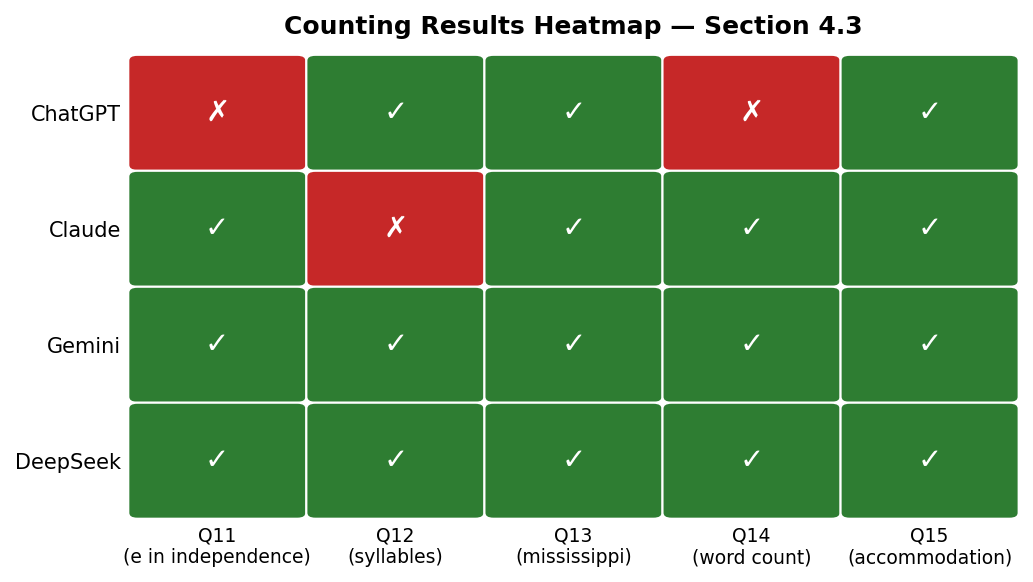 Counting Results Heatmap — Section 4.3
ChatGPT ✗ ✓ ✓ ✗ ✓
Claude ✓ ✗ ✓ ✓ ✓
Gemini ✓ ✓ ✓ ✓ ✓
DeepSeek ✓ ✓ ✓ ✓ ✓
Q11 Q12 Q13 Q14 Q15
(e in independence) (syllables) (mississippi) (word count) (accommodation)